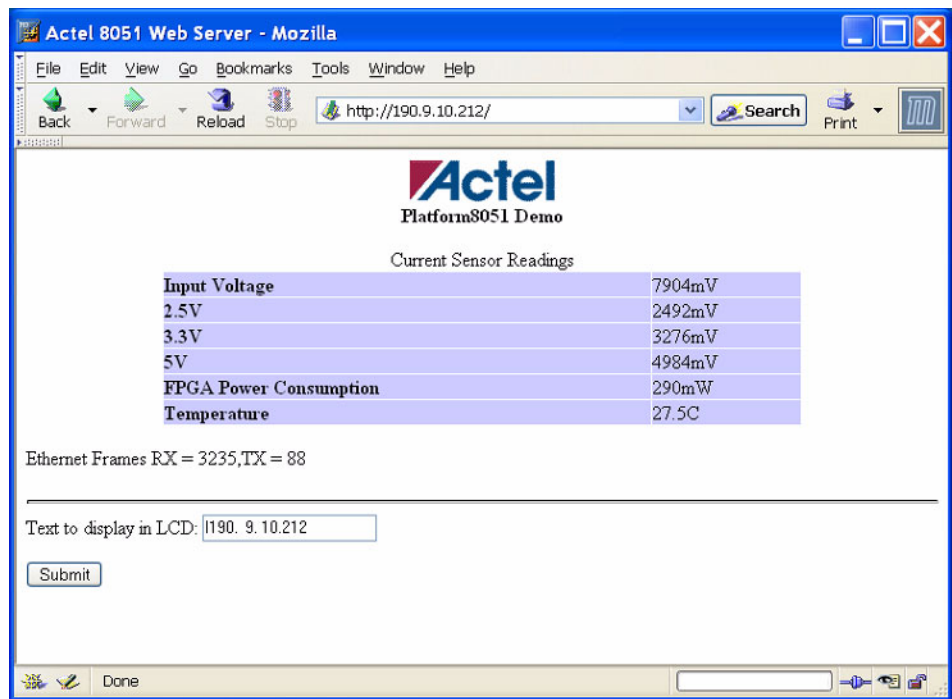 Actel 8051 Web Server - Mozilla
File Edit View Go Bookmarks Tools Window Help
Back Forward Reload Stop http://190.9.10.212/ Search Print
Actel
Platform8051 Demo
Current Sensor Readings
Input Voltage 7904mV
2.5V 2492mV
3.3V 3276mV
5V 4984mV
FPGA Power Consumption 290mW
Temperature 27.5C
Ethernet Frames RX = 3235,TX = 88
Text to display in LCD: 190. 9. 10.212
Submit
Done